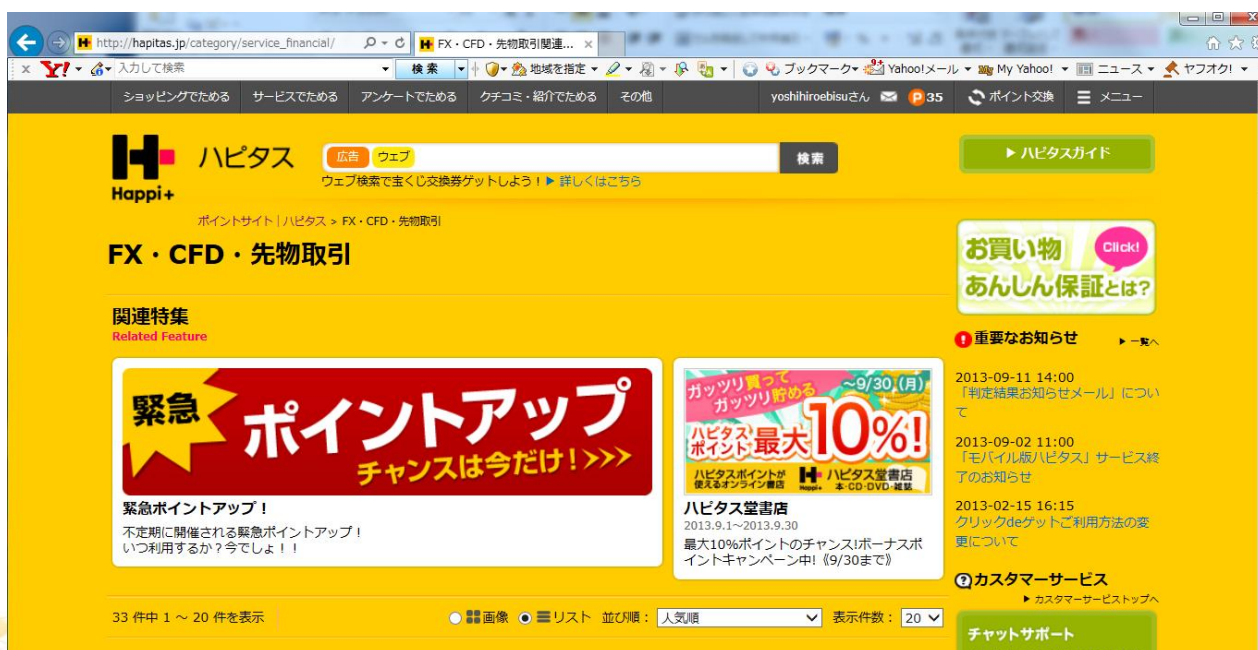 http://hapitas.jp/category/service_financial/
FX・CFD・先物取引関連...
x Y! 入力して検索 検索 地域を指定 ブックマーク Yahoo!メール My Yahoo! ニュース ヤフオク!
ショッピングでためる サービスでためる アンケートでためる クチコミ・紹介でためる その他 yoshihiroebisuさん P 35 ポイント交換 メニュー
ハピタス 広告 ウェブ 検索
Happi+
ウェブ検索で宝くじ交換券ゲットしよう!▶ 詳しくはこちら
▶ ハピタスガイド
ポイントサイト｜ハピタス > FX・CFD・先物取引
FX・CFD・先物取引
お買い物 Click!
あんしん保証とは?
関連特集
Related Feature
緊急
ポイントアップ
チャンスは今だけ!>>>
緊急ポイントアップ!
不定期に開催される緊急ポイントアップ!
いつ利用するか?今でしょ!!
ガッツリ買って
ガッツリ貯める
～9/30(月)
ハピタス
ポイント
最大10%!
ハピタスポイントが
使えるオンライン書店
Happi+
ハピタス堂書店
本・CD・DVD・雑誌
ハピタス堂書店
2013.9.1～2013.9.30
最大10%ポイントのチャンス!ボーナスポ
イントキャンペーン中!《9/30まで》
重要なお知らせ ▶ 一覧へ
2013-09-11 14:00
「判定結果お知らせメール」につい
て
2013-09-02 11:00
「モバイル版ハピタス」サービス終
了のお知らせ
2013-02-15 16:15
クリックdeゲットご利用方法の変
更について
カスタマーサービス
▶ カスタマーサービストップへ
チャットサポート
33 件中 1 ～ 20 件を表示 画像 リスト 並び順： 人気順 表示件数： 20